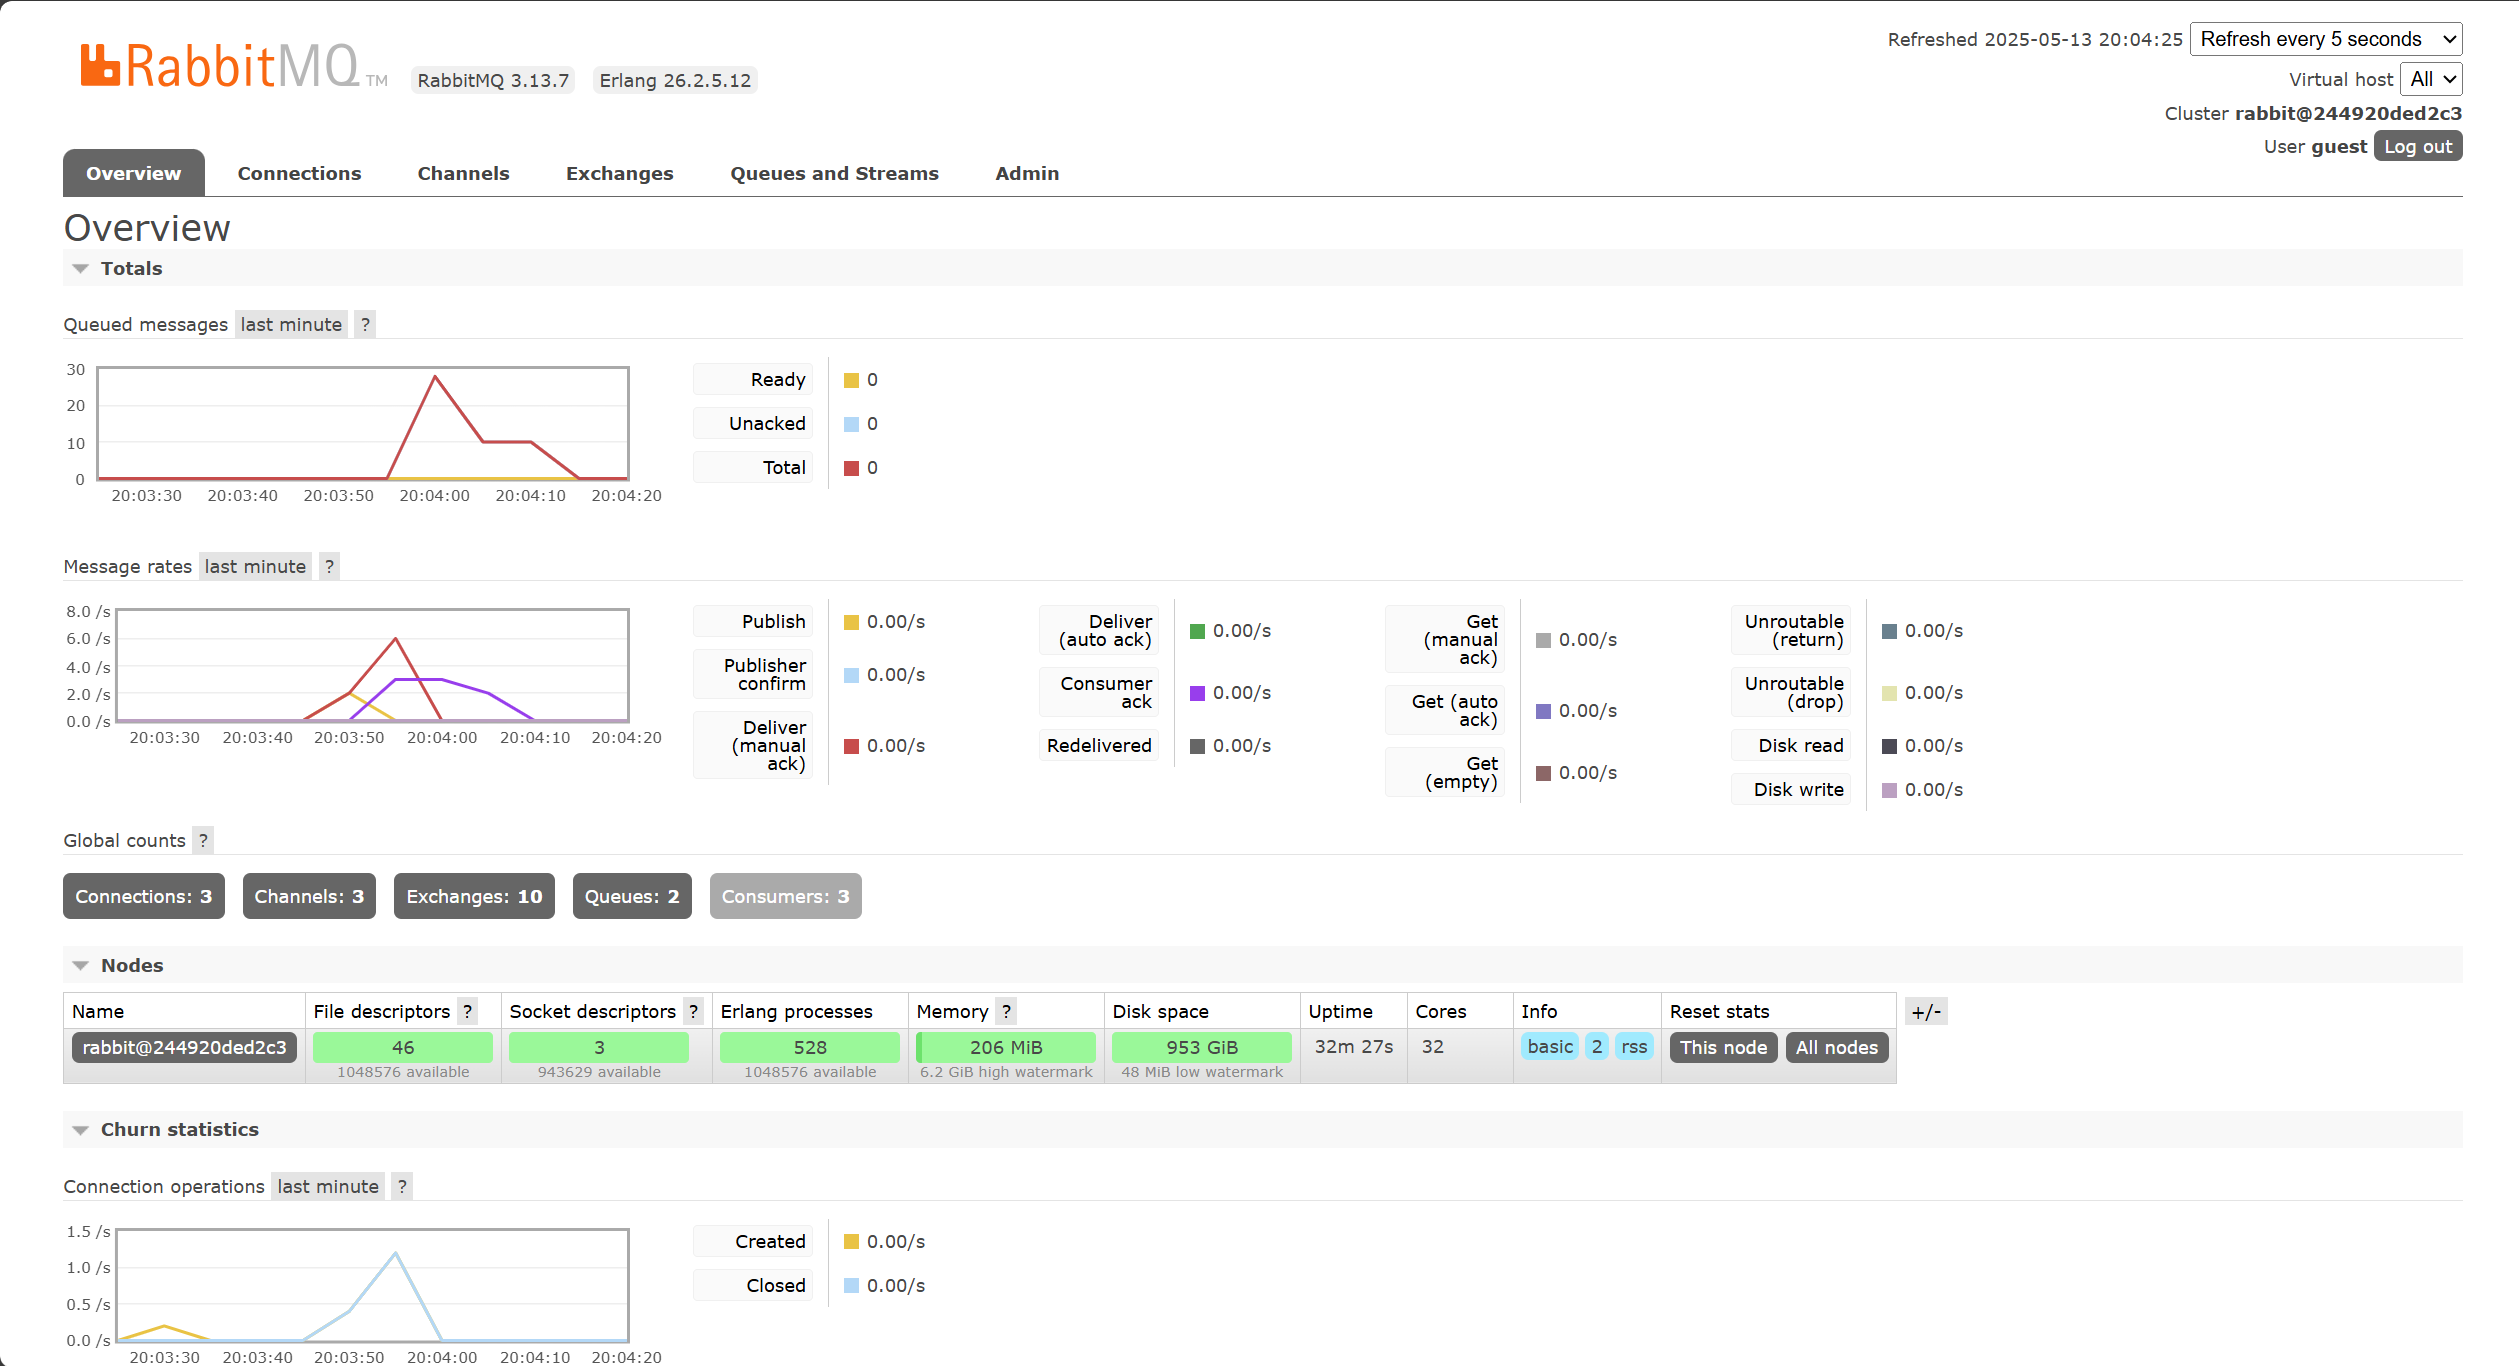 RabbitMQ TM RabbitMQ 3.13.7 Erlang 26.2.5.12
Refreshed 2025-05-13 20:04:25 Refresh every 5 seconds
Virtual host All
Cluster rabbit@244920ded2c3
User guest Log out
Overview Connections Channels Exchanges Queues and Streams Admin
Overview
Totals
Queued messages last minute ?
30
20
10
0
20:03:30 20:03:40 20:03:50 20:04:00 20:04:10 20:04:20
Ready 0
Unacked 0
Total 0
Message rates last minute ?
8.0 /s
6.0 /s
4.0 /s
2.0 /s
0.0 /s
20:03:30 20:03:40 20:03:50 20:04:00 20:04:10 20:04:20
Publish 0.00/s
Publisher
confirm 0.00/s
Deliver
(manual
ack) 0.00/s
Deliver
(auto ack) 0.00/s
Consumer
ack 0.00/s
Redelivered 0.00/s
Get
(manual
ack) 0.00/s
Get (auto
ack) 0.00/s
Get
(empty) 0.00/s
Unroutable
(return) 0.00/s
Unroutable
(drop) 0.00/s
Disk read 0.00/s
Disk write 0.00/s
Global counts ?
Connections: 3 Channels: 3 Exchanges: 10 Queues: 2 Consumers: 3
Nodes
Name File descriptors ? Socket descriptors ? Erlang processes Memory ? Disk space Uptime Cores Info Reset stats +/-
rabbit@244920ded2c3 46 3 528 206 MiB 953 GiB 32m 27s 32 basic 2 rss This node All nodes
1048576 available 943629 available 1048576 available 6.2 GiB high watermark 48 MiB low watermark
Churn statistics
Connection operations last minute ?
1.5 /s
1.0 /s
0.5 /s
0.0 /s
20:03:30 20:03:40 20:03:50 20:04:00 20:04:10 20:04:20
Created 0.00/s
Closed 0.00/s